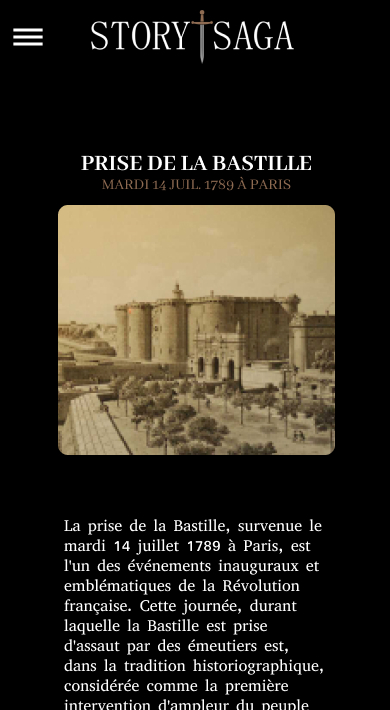 STORY SAGA
PRISE DE LA BASTILLE
MARDI 14 JUIL. 1789 À PARIS
La prise de la Bastille, survenue le
mardi 14 juillet 1789 à Paris, est
l'un des événements inauguraux et
emblématiques de la Révolution
française. Cette journée, durant
laquelle la Bastille est prise
d'assaut par des émeutiers est,
dans la tradition historiographique,
considérée comme la première
intervention d'ampleur du peuple